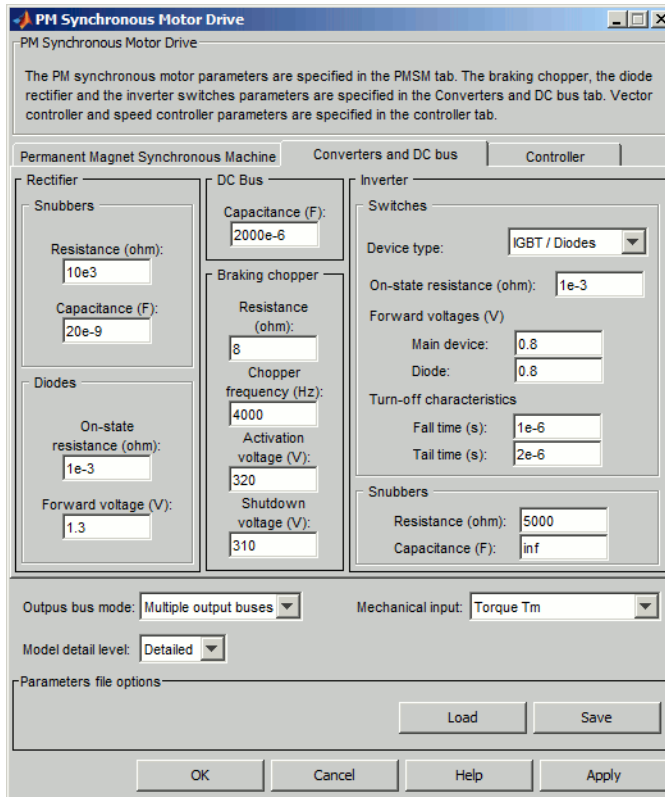 PM Synchronous Motor Drive
PM Synchronous Motor Drive
The PM synchronous motor parameters are specified in the PMSM tab. The braking chopper, the diode
rectifier and the inverter switches parameters are specified in the Converters and DC bus tab. Vector
controller and speed controller parameters are specified in the controller tab.
Permanent Magnet Synchronous Machine
Converters and DC bus
Controller
Rectifier
Snubbers
Resistance (ohm):
10e3
Capacitance (F):
20e-9
Diodes
On-state
resistance (ohm):
1e-3
Forward voltage (V):
1.3
DC Bus
Capacitance (F):
2000e-6
Braking chopper
Resistance
(ohm):
8
Chopper
frequency (Hz):
4000
Activation
voltage (V):
320
Shutdown
voltage (V):
310
Inverter
Switches
Device type: IGBT / Diodes
On-state resistance (ohm): 1e-3
Forward voltages (V)
Main device: 0.8
Diode: 0.8
Turn-off characteristics
Fall time (s): 1e-6
Tail time (s): 2e-6
Snubbers
Resistance (ohm): 5000
Capacitance (F): inf
Outpus bus mode: Multiple output buses
Mechanical input: Torque Tm
Model detail level: Detailed
Parameters file options
Load
Save
OK
Cancel
Help
Apply